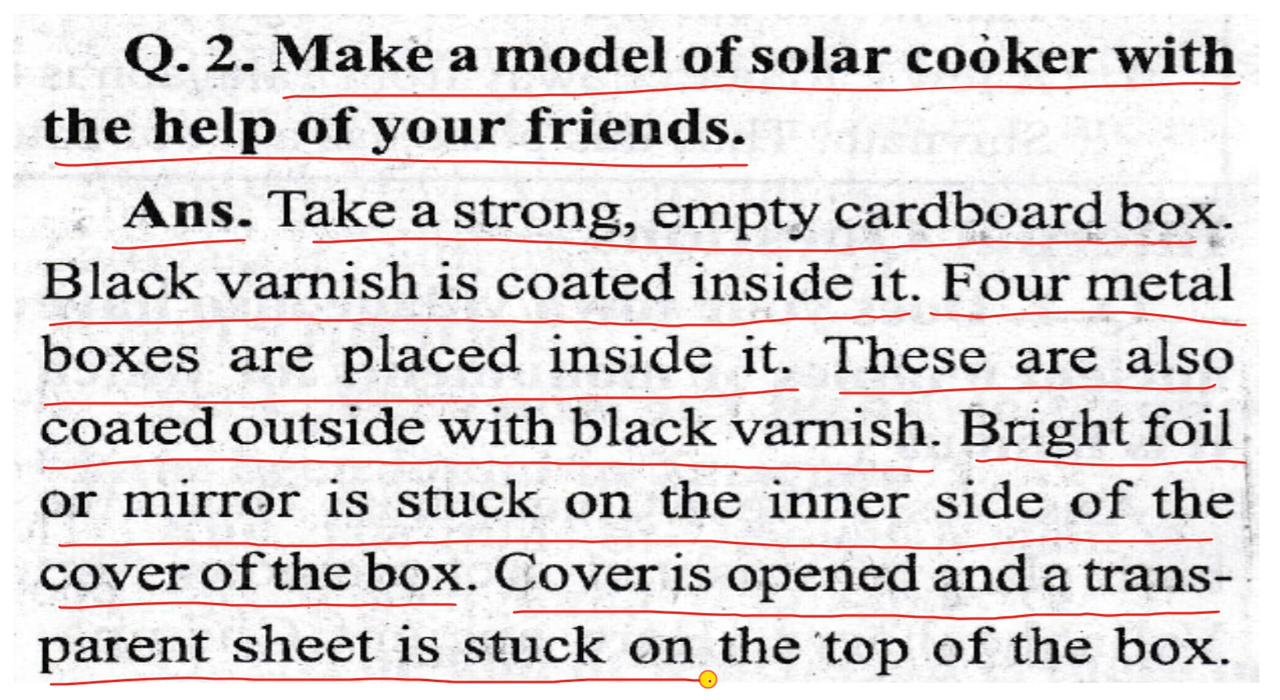 Q. 2. Make a model of solar cooker with
the help of your friends.
Ans. Take a strong, empty cardboard box.
Black varnish is coated inside it. Four metal
boxes are placed inside it. These are also
coated outside with black varnish. Bright foil
or mirror is stuck on the inner side of the
cover of the box. Cover is opened and a trans-
parent sheet is stuck on the top of the box.